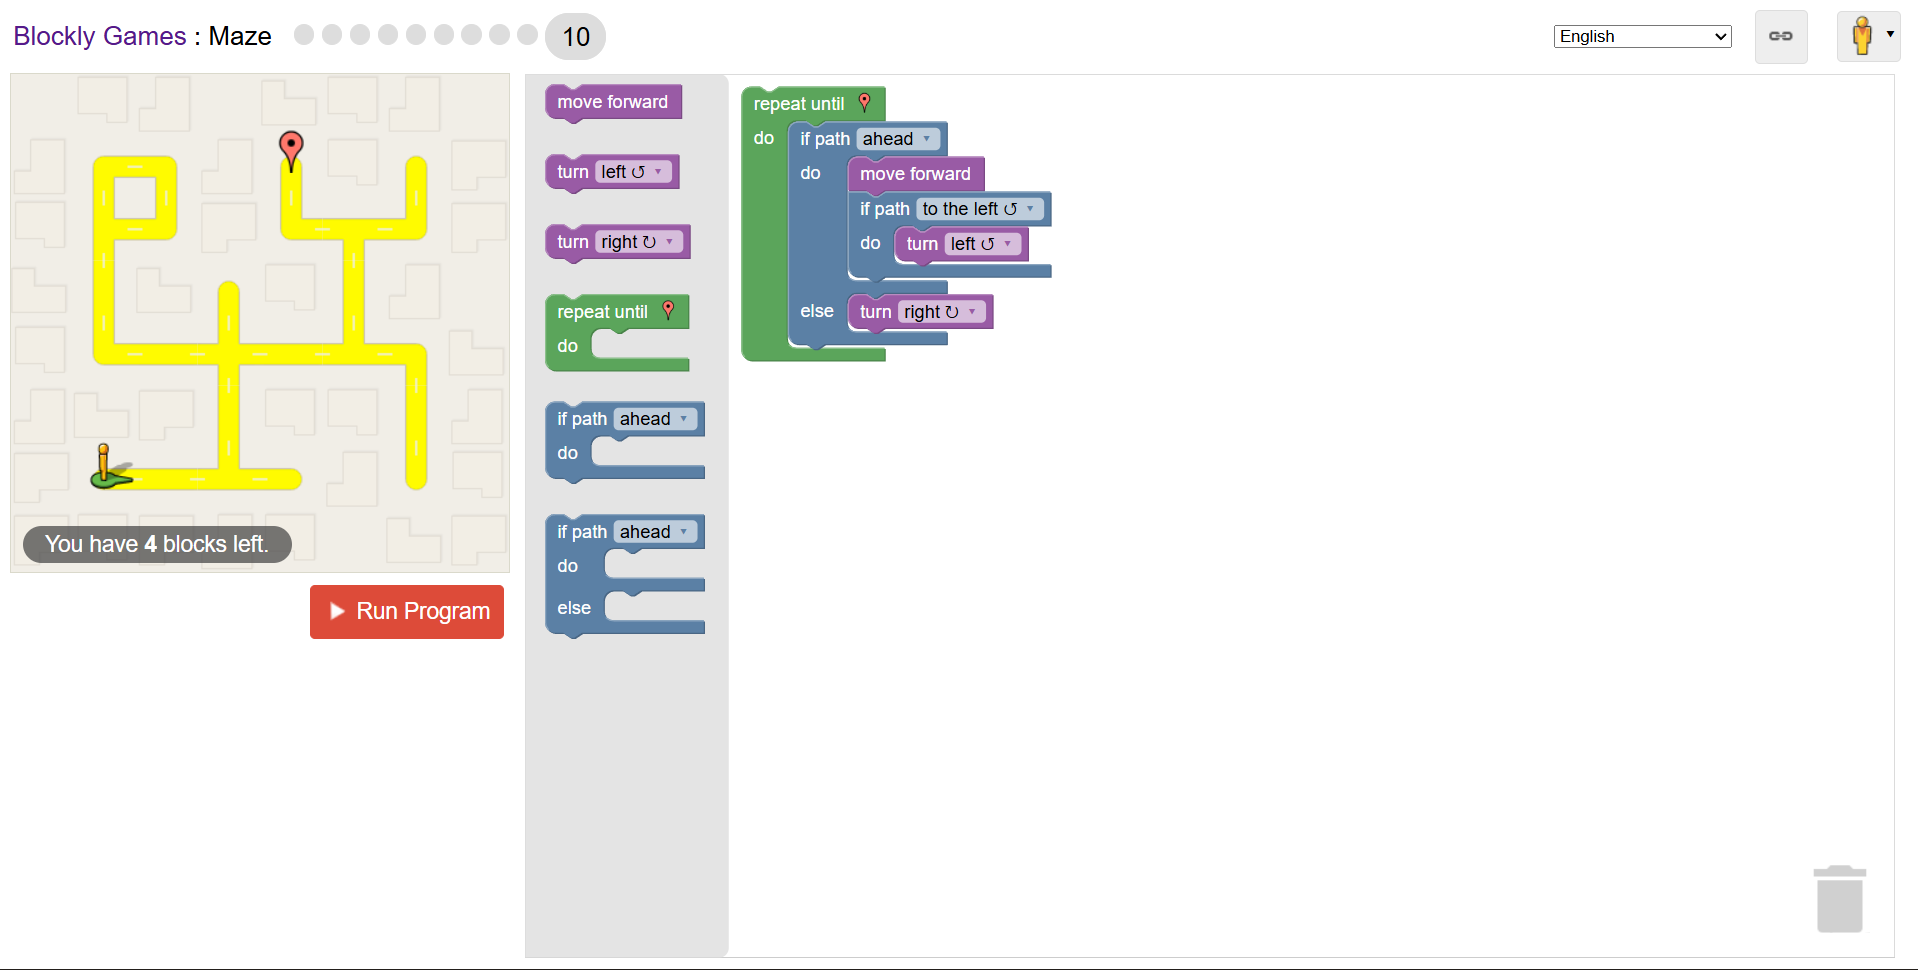 Blockly Games : Maze 10 English
move forward
turn left ↺ ▾
turn right ↻ ▾
repeat until
do
if path ahead ▾
do
if path ahead ▾
do
else
repeat until
do if path ahead ▾
do move forward
if path to the left ↺ ▾
do turn left ↺ ▾
else turn right ↻ ▾
You have 4 blocks left.
Run Program